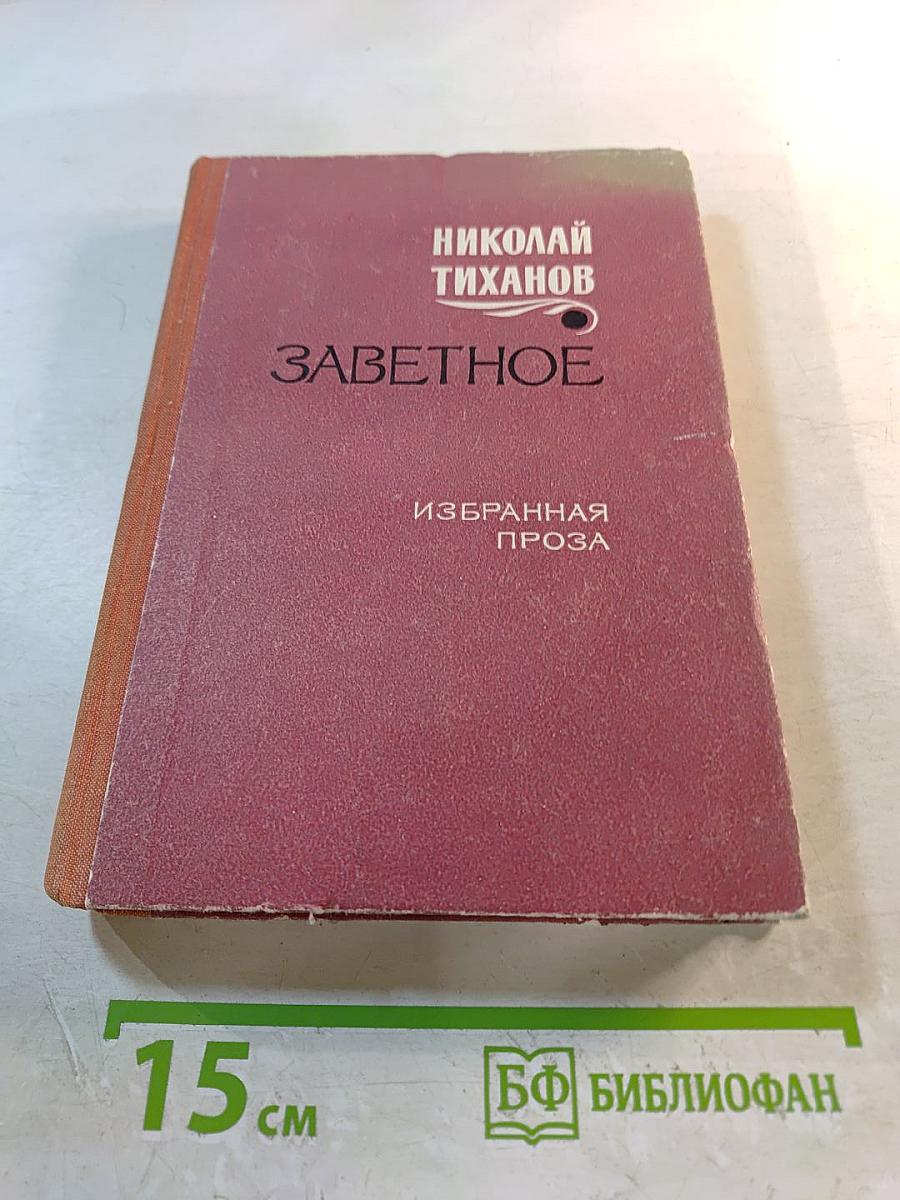 НИКОЛАЙ
ТИХАНОВ
ЗАВЕТНОЕ
ИЗБРАННАЯ
ПРОЗА
15 см
БФ БИБЛИОФАН